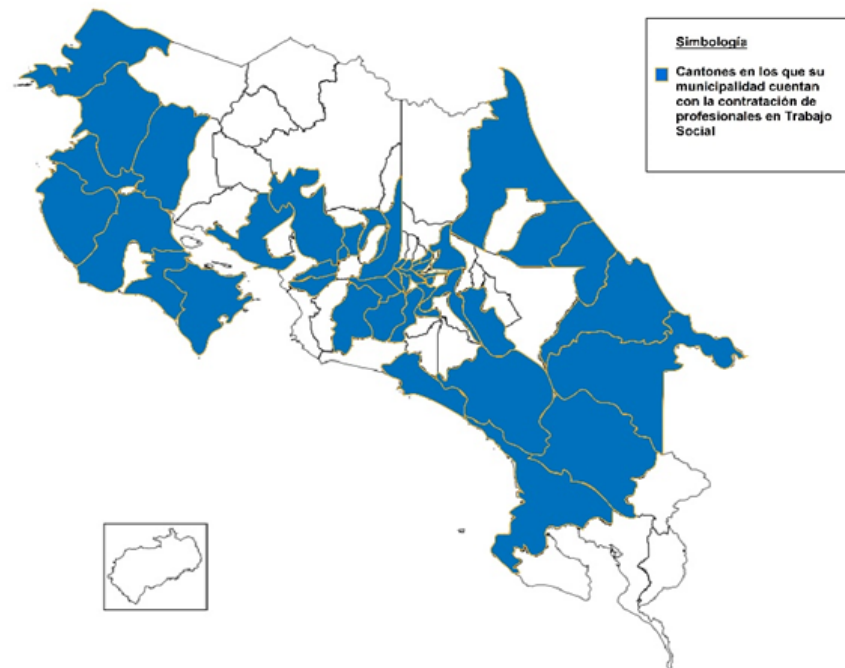 Simbología
Cantones en los que su
municipalidad cuentan
con la contratación de
profesionales en Trabajo
Social